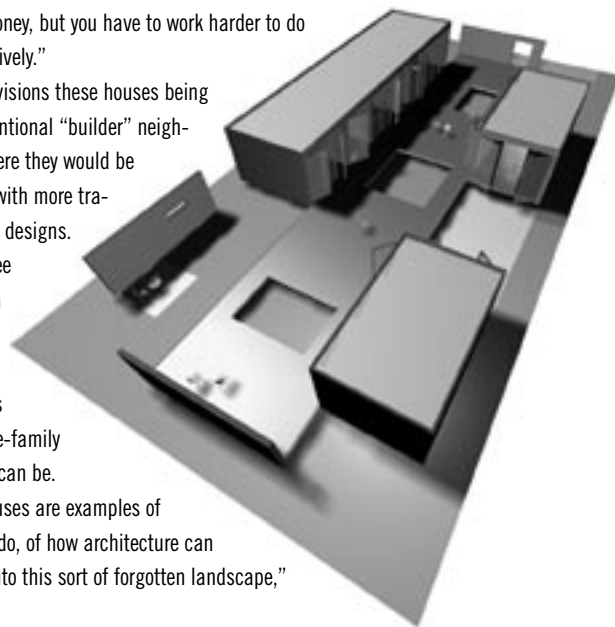 oney, but you have to work harder to do
ively.”
visions these houses being
ntional “builder” neigh-
ere they would be
with more tra-
designs.
ee
s
e-family
can be.
uses are examples of
do, of how architecture can
to this sort of forgotten landscape,”